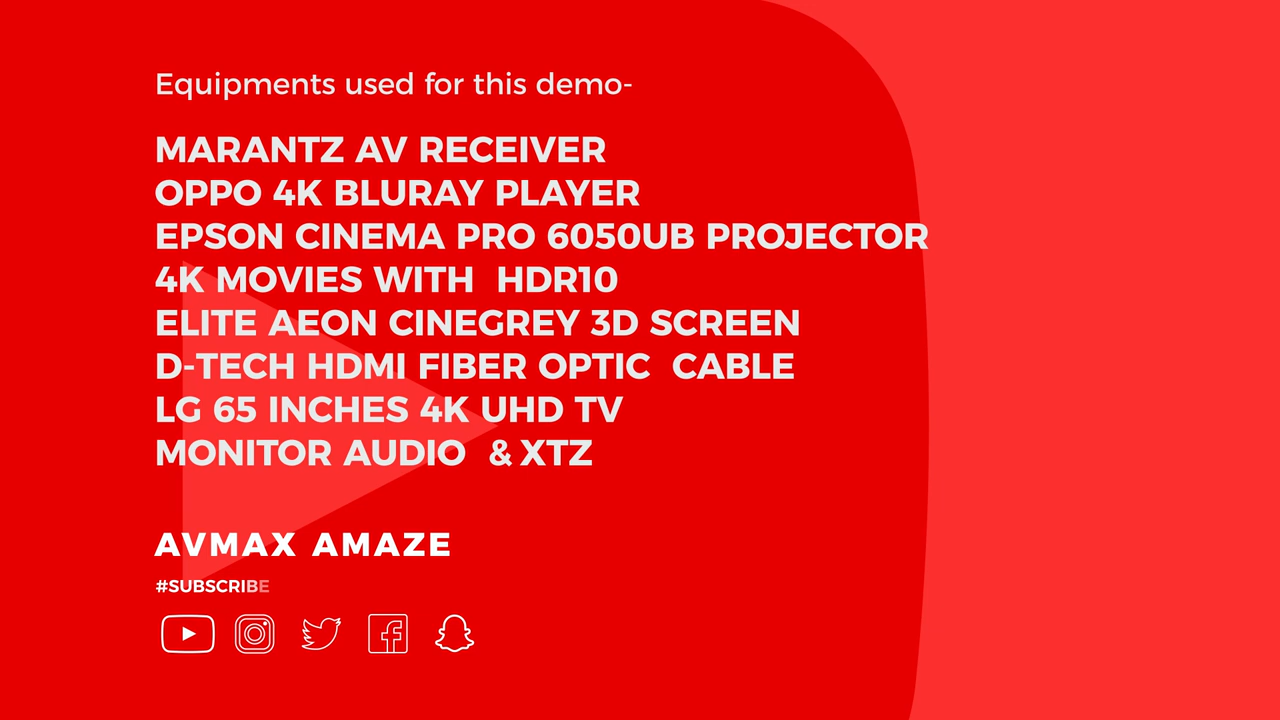 Equipments used for this demo-
MARANTZ AV RECEIVER
OPPO 4K BLURAY PLAYER
EPSON CINEMA PRO 6050UB PROJECTOR
4K MOVIES WITH  HDR10
ELITE AEON CINEGREY 3D SCREEN
D-TECH HDMI FIBER OPTIC  CABLE
LG 65 INCHES 4K UHD TV
MONITOR AUDIO  & XTZ
AVMAX AMAZE
#SUBSCRIBE